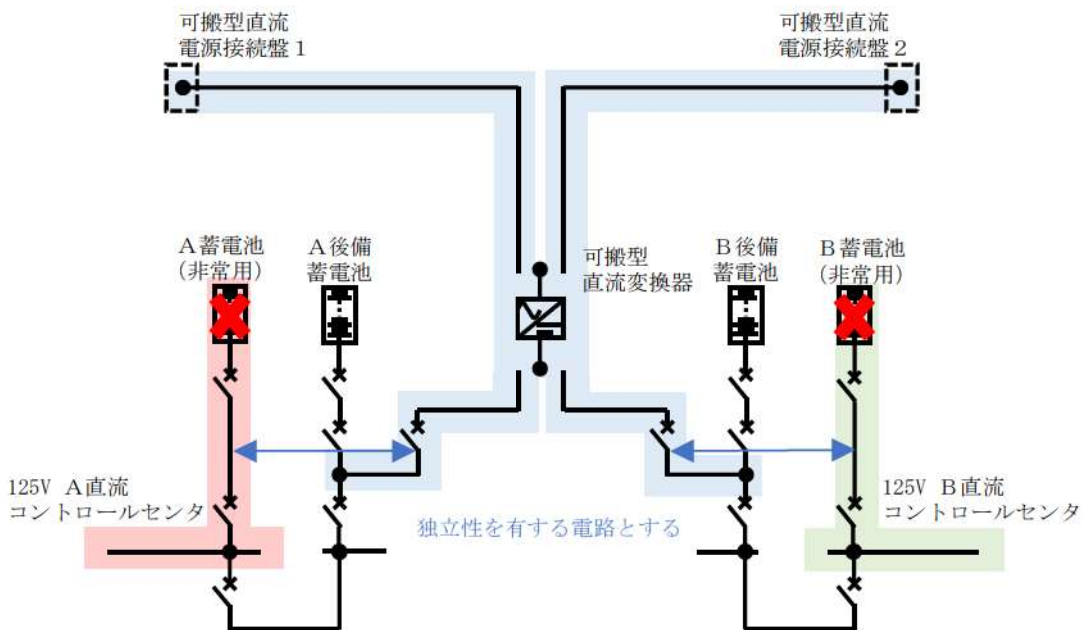 可搬型直流
電源接続盤１
可搬型直流
電源接続盤２
Ａ蓄電池
（非常用）
Ａ後備
蓄電池
可搬型
直流変換器
Ｂ後備
蓄電池
Ｂ蓄電池
（非常用）
125V Ａ直流
コントロールセンタ
独立性を有する電路とする
125V Ｂ直流
コントロールセンタ